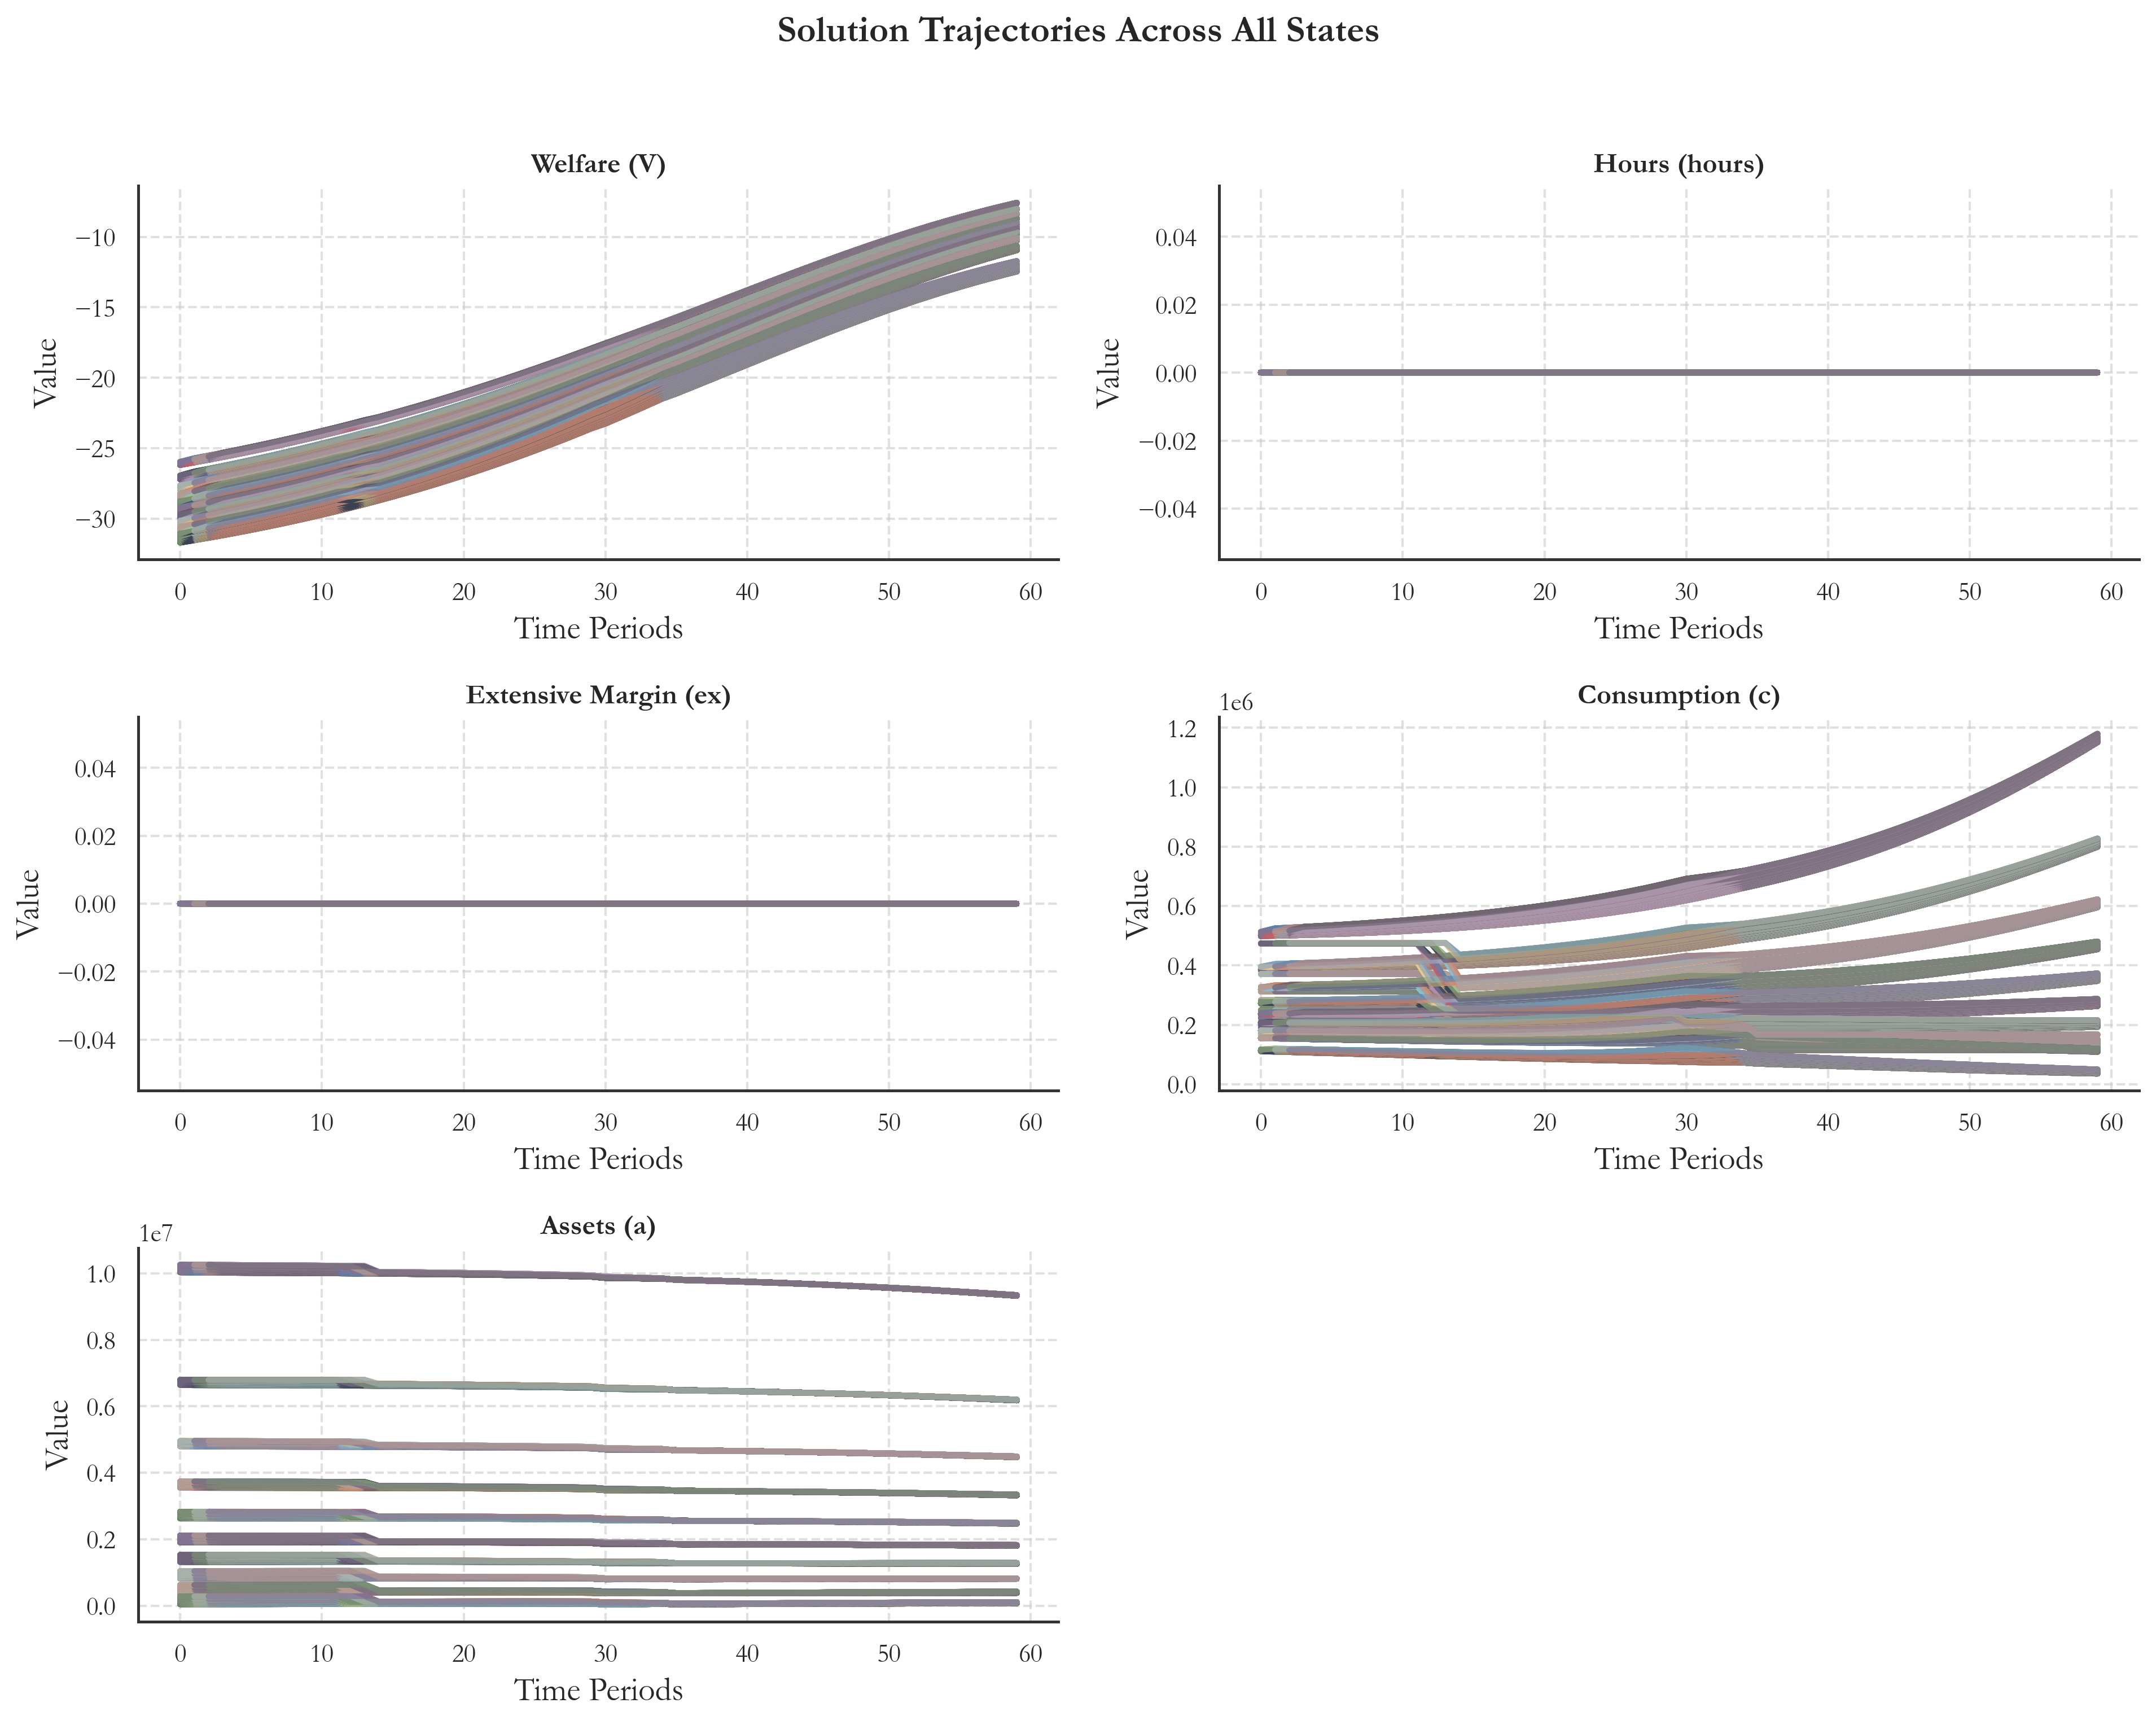 Solution Trajectories Across All States
Welfare (V)
Value
−10
−15
−20
−25
−30
0 10 20 30 40 50 60
Time Periods
Hours (hours)
Value
0.04
0.02
0.00
−0.02
−0.04
0 10 20 30 40 50 60
Time Periods
Extensive Margin (ex)
Value
0.04
0.02
0.00
−0.02
−0.04
0 10 20 30 40 50 60
Time Periods
Consumption (c)
1e6
Value
1.2
1.0
0.8
0.6
0.4
0.2
0.0
0 10 20 30 40 50 60
Time Periods
Assets (a)
1e7
Value
1.0
0.8
0.6
0.4
0.2
0.0
0 10 20 30 40 50 60
Time Periods